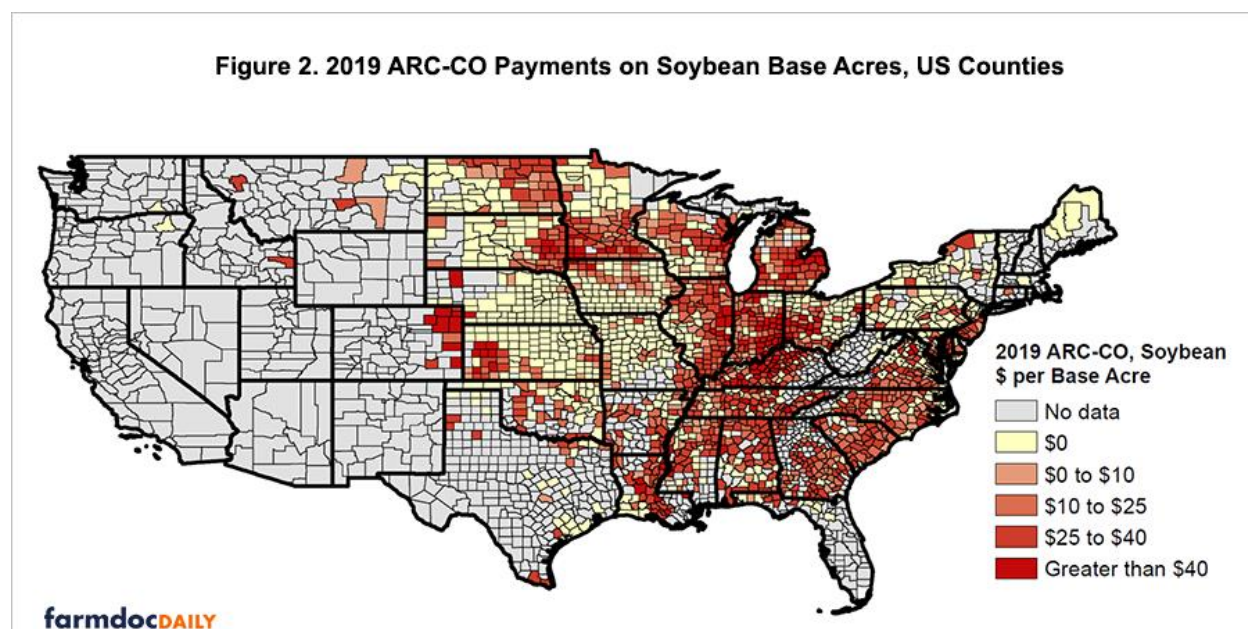 Figure 2. 2019 ARC-CO Payments on Soybean Base Acres, US Counties
2019 ARC-CO, Soybean
$ per Base Acre
No data
$0
$0 to $10
$10 to $25
$25 to $40
Greater than $40
farmdocDAILY